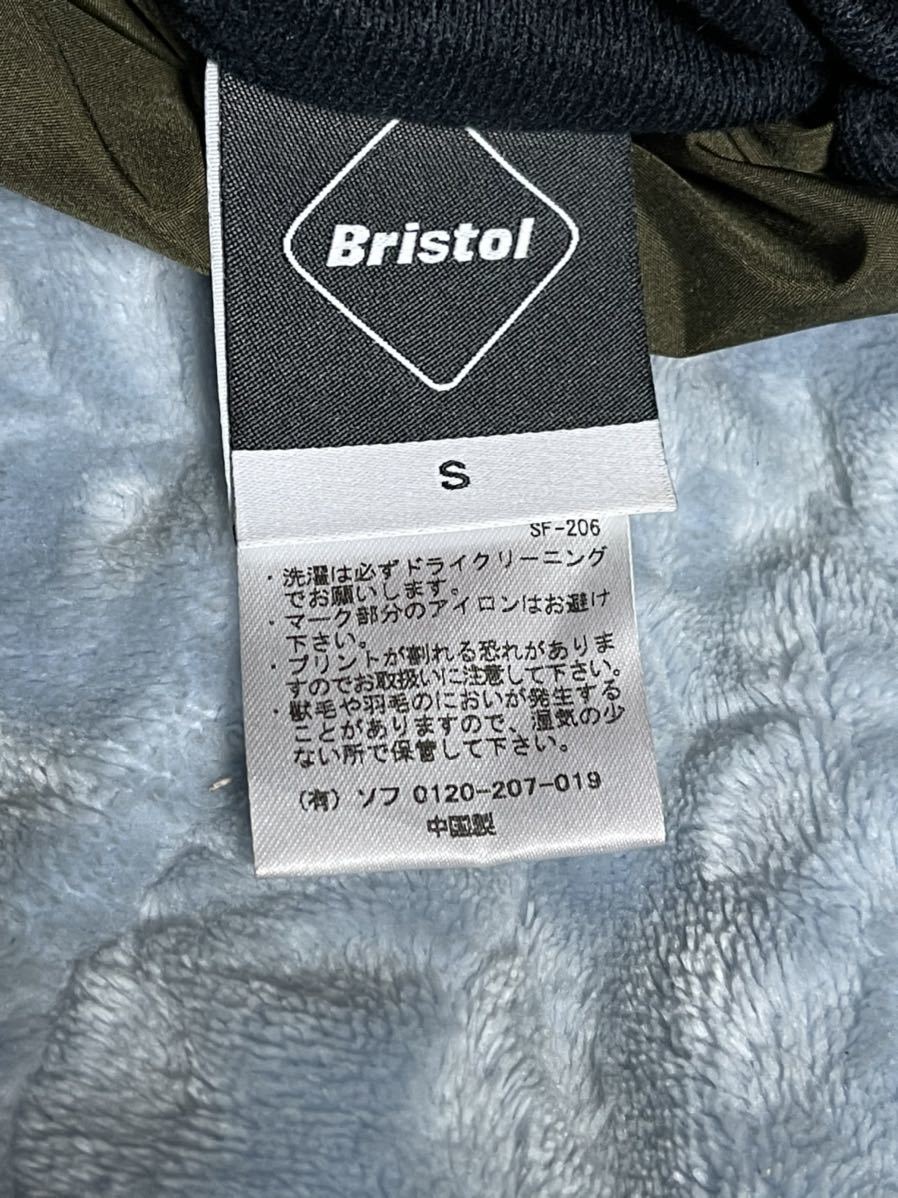 Bristol
S
SF-206
・洗濯は必ずドライクリーニング
でお願いします。
・マーク部分のアイロンはお避け
下さい。
・プリントが割れる恐れがありま
すのでお取扱いに注意して下さい。
・獣毛や羽毛のにおいが発生する
ことがありますので、湿気の少
ない所で保管して下さい。
(有) ソフ 0120-207-019
中国製